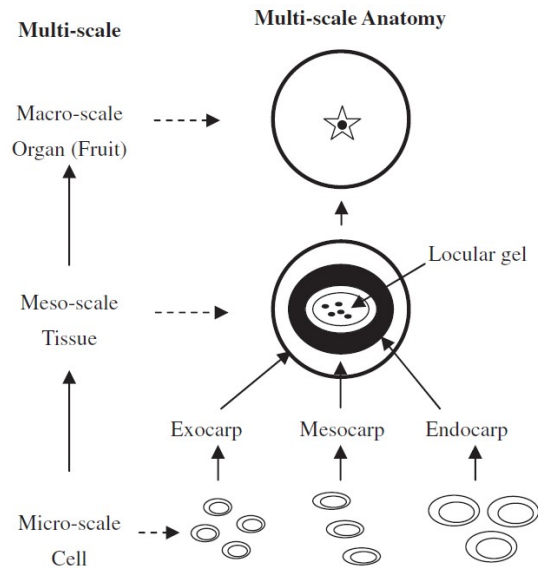 Multi-scale
Multi-scale Anatomy
Macro-scale
Organ (Fruit)
Locular gel
Meso-scale
Tissue
Exocarp
Mesocarp
Endocarp
Micro-scale
Cell